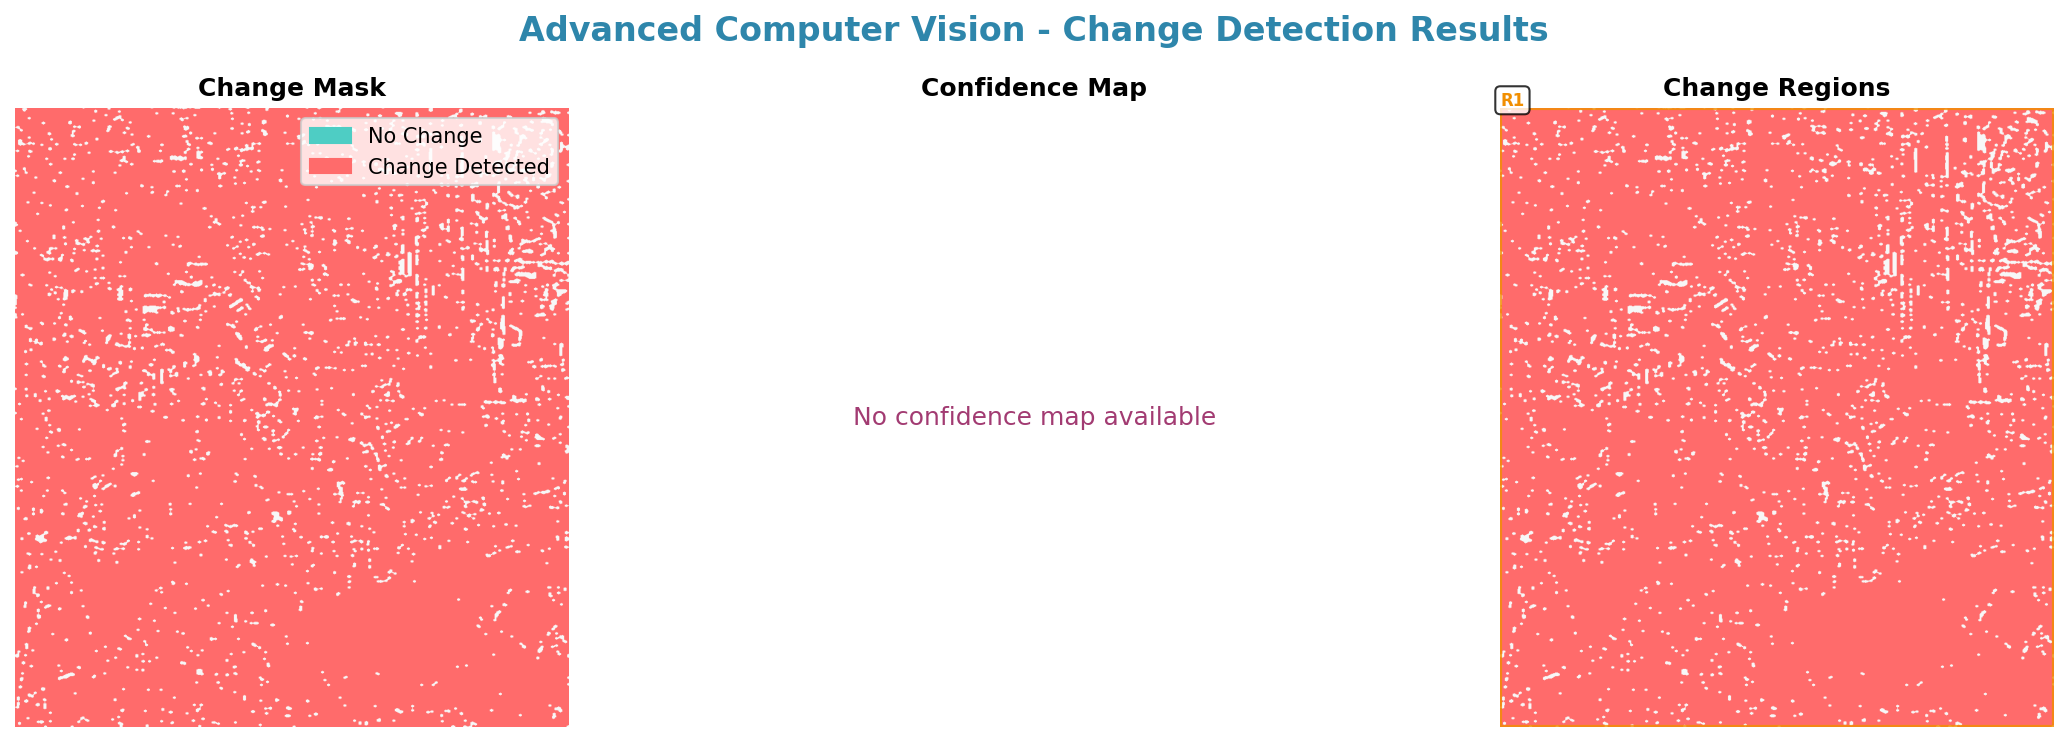 Advanced Computer Vision - Change Detection Results
Change Mask
No Change
Change Detected
Confidence Map
No confidence map available
Change Regions
R1